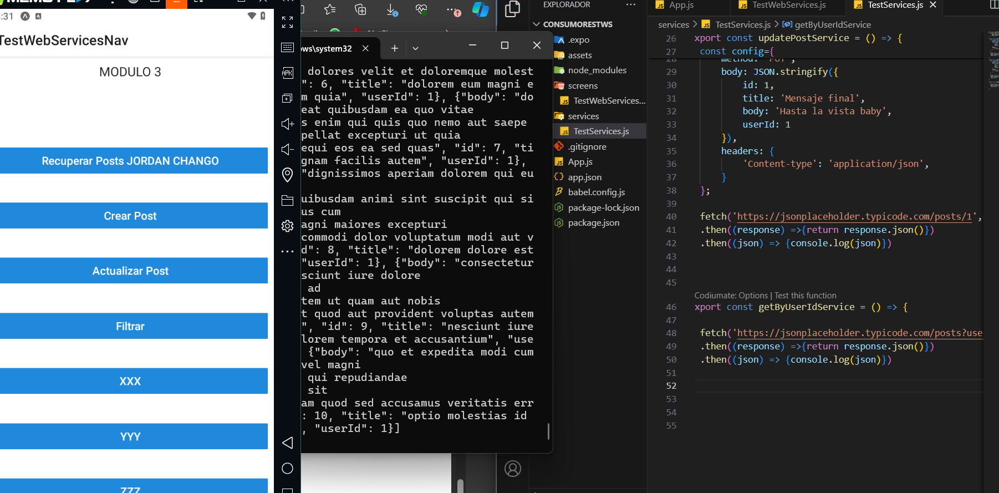 :31
TestWebServicesNav
MODULO 3
Recuperar Posts JORDAN CHANGO
Crear Post
Actualizar Post
Filtrar
XXX
YYY
ZZZ
APK
ows\system32
dolores velit et doloremque molest
": 6, "title": "dolorem eum magni e
m quia", "userId": 1}, {"body": "do
eat quibusdam ea quo vitae
s enim qui quis quo nemo aut saepe
pellat excepturi ut quia
equi eos ea sed quas", "id": 7, "ti
gnam facilis autem", "userId": 1},
"dignissimos aperiam dolorem qui eu
uibusdam animi sint suscipit qui si
us cum
agni maiores excepturi
commodi dolor voluptatum modi aut v
d": 8, "title": "dolorem dolore est
"userId": 1}, {"body": "consectetur
sciunt iure dolore
ad
tem ut quam aut nobis
t quod aut provident voluptas autem
", "id": 9, "title": "nesciunt iure
lorem tempora et accusantium", "use
{"body": "quo et expedita modi cum
vel magni
qui repudiandae
sit
am quod sed accusamus veritatis err
: 10, "title": "optio molestias id
, "userId": 1}]
EXPLORADOR
CONSUMORESTWS
.expo
assets
node_modules
screens
JS TestWebServices...
services
JS TestServices.js
.gitignore
JS App.js
app.json
babel.config.js
package-lock.json
package.json
JS App.js
JS TestWebServices.js
JS TestServices.js
services > JS TestServices.js > getByUserIdService
26 xport const updatePostService = () => {
27 const config={
28 method: 'PUT',
29 body: JSON.stringify({
30 id: 1,
31 title: 'Mensaje final',
32 body: 'Hasta la vista baby',
33 userId: 1
34 }),
35 headers: {
36 'Content-type': 'application/json',
37 }
38 };
39
40 fetch('https://jsonplaceholder.typicode.com/posts/1',
41 .then((response) =>{return response.json()})
42 .then((json) => {console.log(json)})
43
44
45
Codiumate: Options | Test this function
46 xport const getByUserIdService = () => {
47
48 fetch('https://jsonplaceholder.typicode.com/posts?use
49 .then((response) =>{return response.json()})
50 .then((json) => {console.log(json)})
51
52
53
54
55